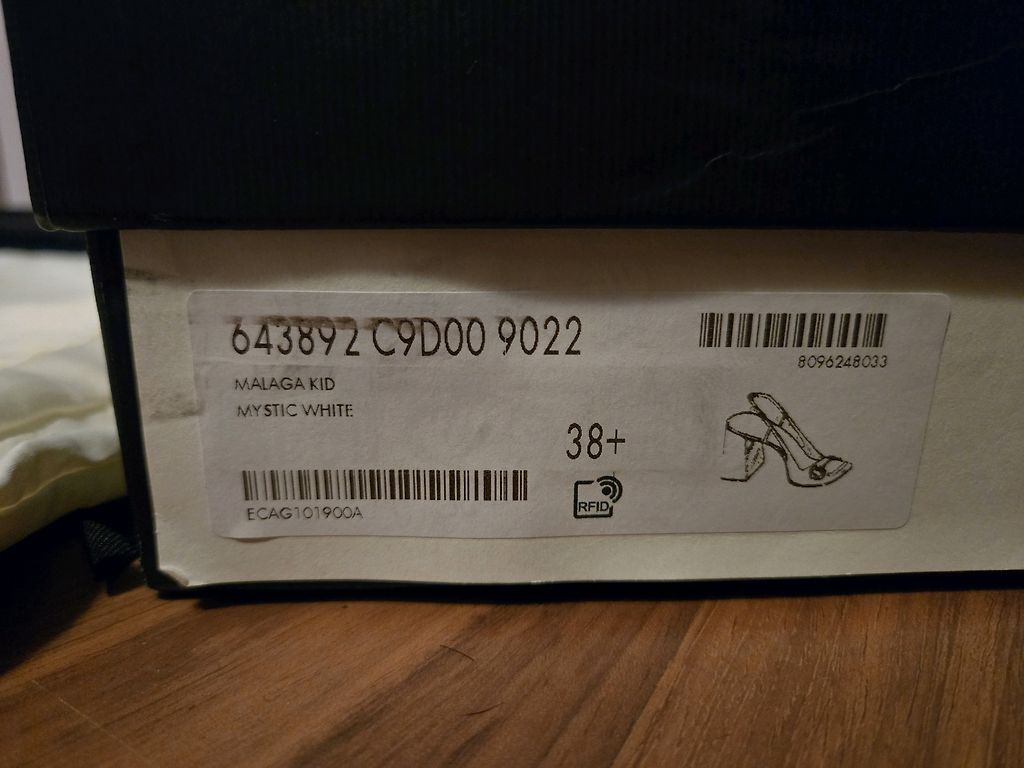 643892 C9D00 9022
8096248033
MALAGA KID
MYSTIC WHITE
38+
ECAG101900A
RFID